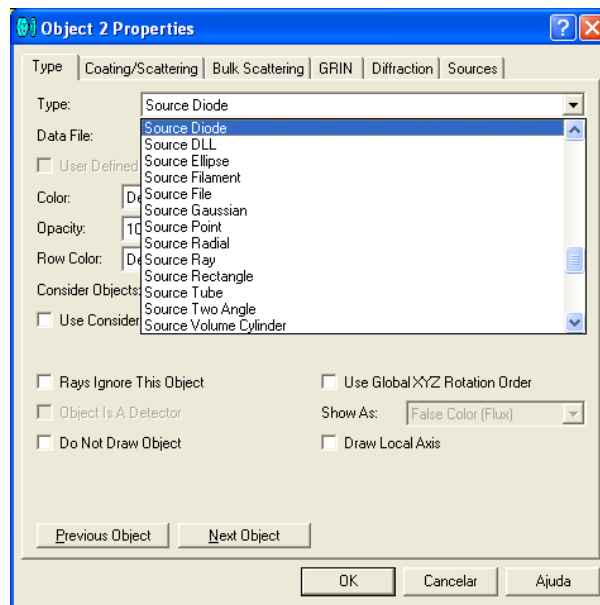 Object 2 Properties
Type Coating/Scattering Bulk Scattering GRIN Diffraction Sources
Type: Source Diode
Data File: Source Diode
Source DLL
User Defined Source Ellipse
Source Filament
Color: De Source File
Source Gaussian
Opacity: 10 Source Point
Source Radial
Row Color: De Source Ray
Source Rectangle
Consider Objects: Source Tube
Source Two Angle
Use Consider Source Volume Cylinder
Rays Ignore This Object Use Global XYZ Rotation Order
Object Is A Detector Show As: False Color (Flux)
Do Not Draw Object Draw Local Axis
Previous Object Next Object
OK Cancelar Ajuda